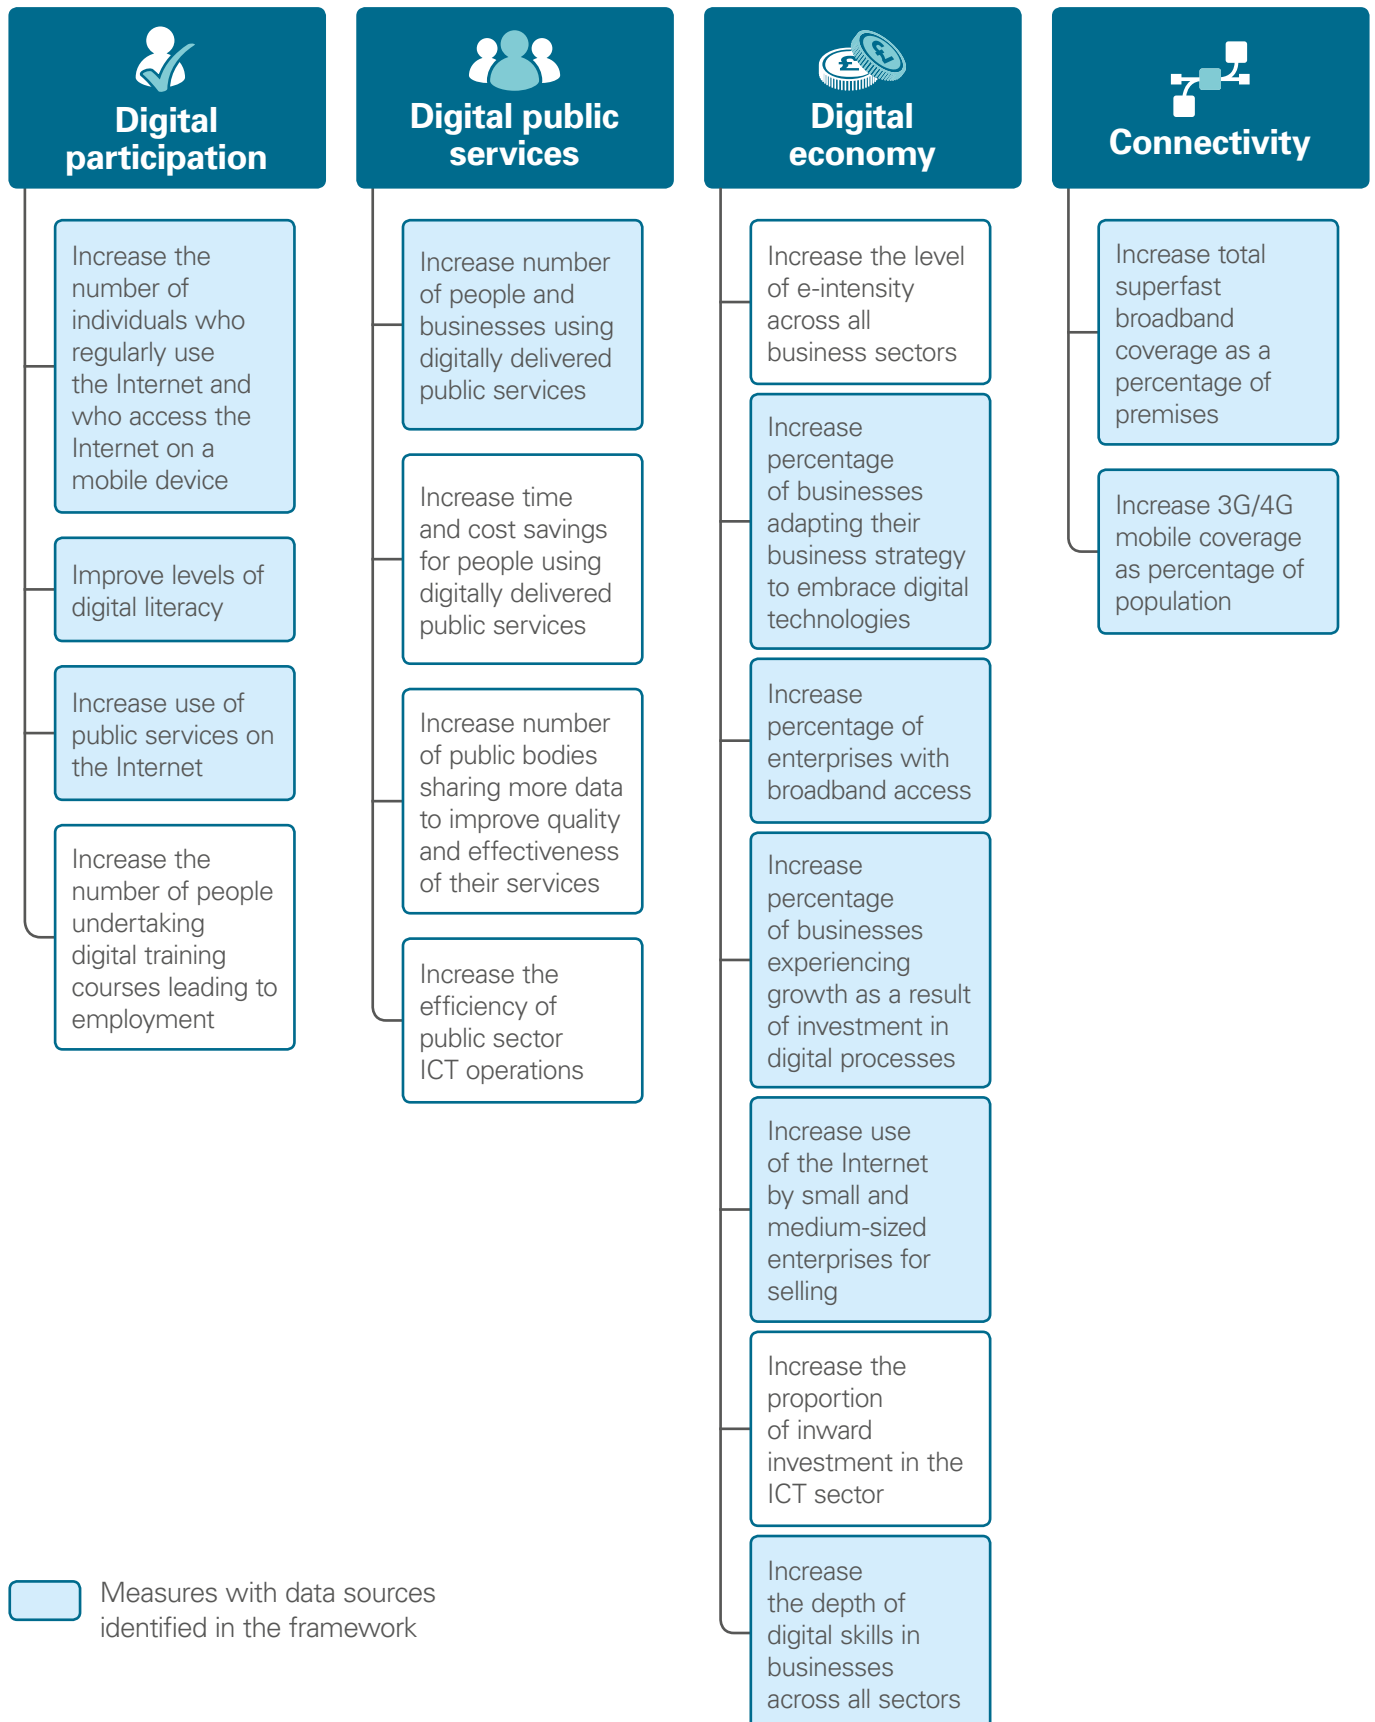 Digital
participation
Increase the
number of
individuals who
regularly use
the Internet and
who access the
Internet on a
mobile device
Improve levels of
digital literacy
Increase use of
public services on
the Internet
Increase the
number of people
undertaking
digital training
courses leading to
employment
Digital public
services
Increase number
of people and
businesses using
digitally delivered
public services
Increase time
and cost savings
for people using
digitally delivered
public services
Increase number
of public bodies
sharing more data
to improve quality
and effectiveness
of their services
Increase the
efficiency of
public sector
ICT operations
££
Digital
economy
Increase the level
of e-intensity
across all
business sectors
Increase
percentage
of businesses
adapting their
business strategy
to embrace digital
technologies
Increase
percentage of
enterprises with
broadband access
Increase
percentage
of businesses
experiencing
growth as a result
of investment in
digital processes
Increase use
of the Internet
by small and
medium-sized
enterprises for
selling
Increase the
proportion
of inward
investment in the
ICT sector
Increase
the depth of
digital skills in
businesses
across all sectors
Connectivity
Increase total
superfast
broadband
coverage as a
percentage of
premises
Increase 3G/4G
mobile coverage
as percentage of
population
Measures with data sources
identified in the framework